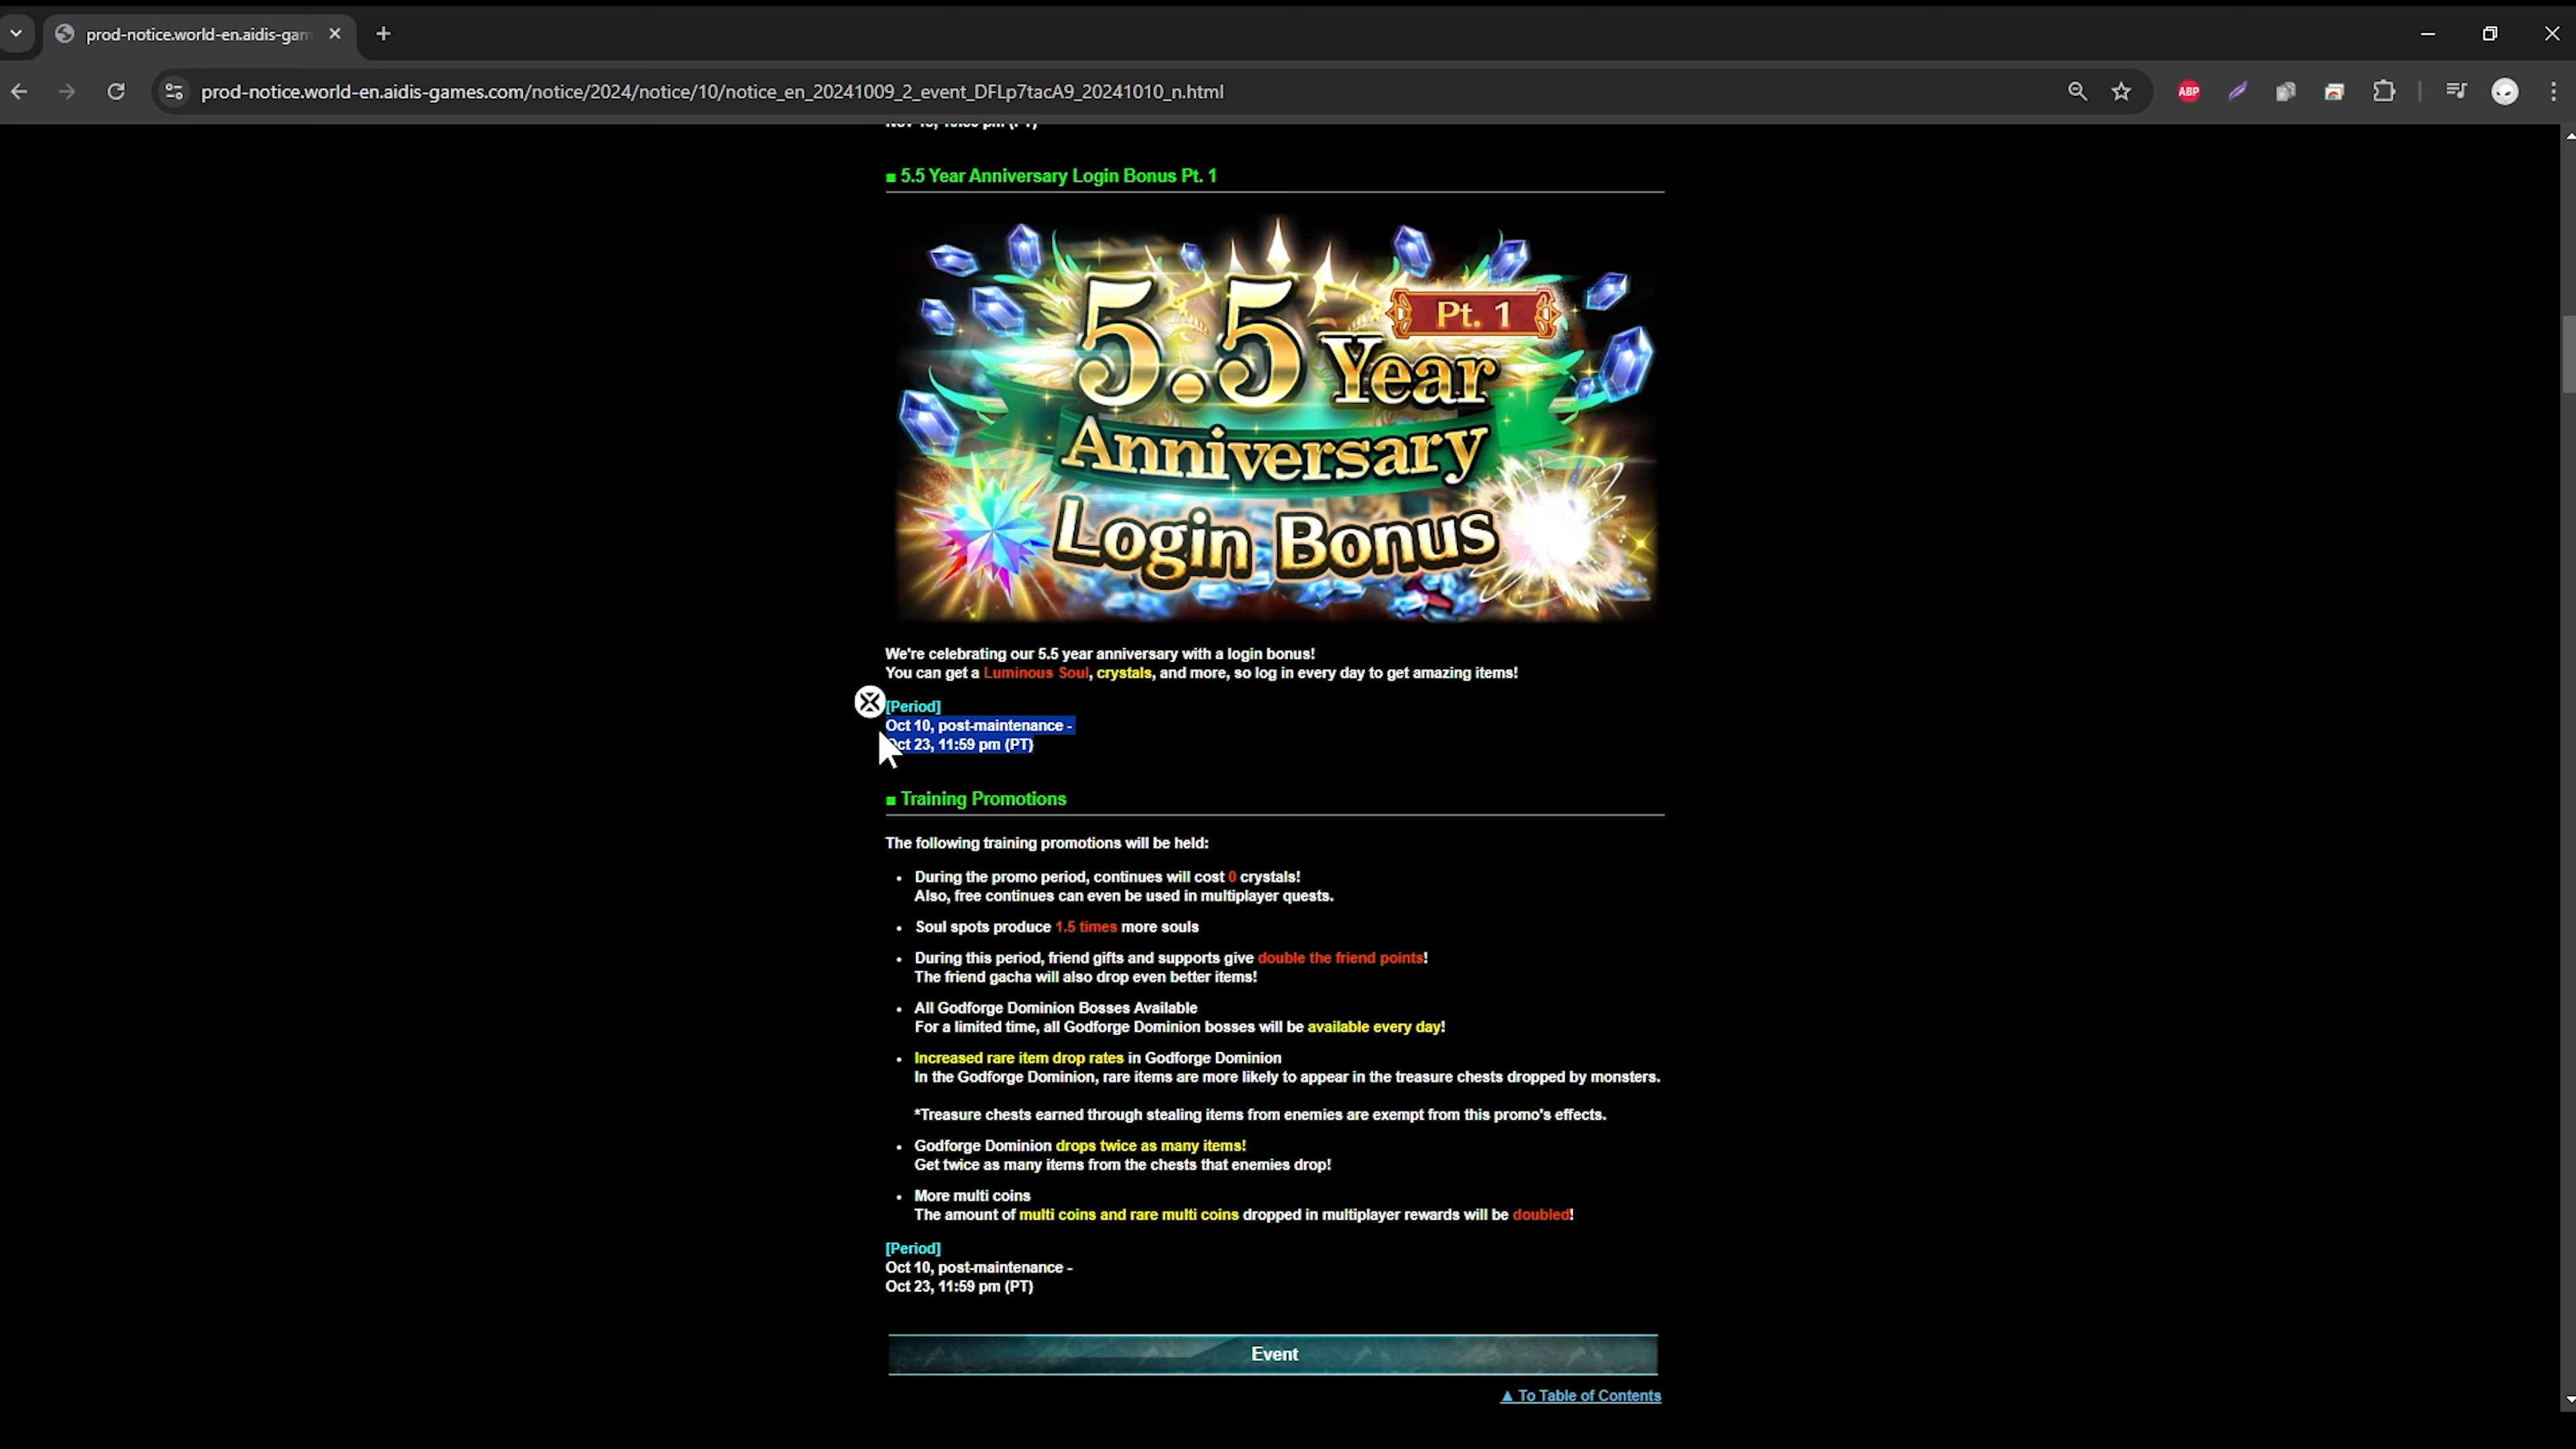 prod-notice.world-en.aidis-gam
prod-notice.world-en.aidis-games.com/notice/2024/notice/10/notice_en_20241009_2_event_DFLp7tacA9_20241010_n.html
ABP
■ 5.5 Year Anniversary Login Bonus Pt. 1
Pt. 1
5.5 Year
Anniversary
Login Bonus
We're celebrating our 5.5 year anniversary with a login bonus!
You can get a Luminous Soul, crystals, and more, so log in every day to get amazing items!
[Period]
Oct 10, post-maintenance -
Oct 23, 11:59 pm (PT)
■ Training Promotions
The following training promotions will be held:
• During the promo period, continues will cost 0 crystals!
Also, free continues can even be used in multiplayer quests.
• Soul spots produce 1.5 times more souls
• During this period, friend gifts and supports give double the friend points!
The friend gacha will also drop even better items!
• All Godforge Dominion Bosses Available
For a limited time, all Godforge Dominion bosses will be available every day!
• Increased rare item drop rates in Godforge Dominion
In the Godforge Dominion, rare items are more likely to appear in the treasure chests dropped by monsters.
*Treasure chests earned through stealing items from enemies are exempt from this promo's effects.
• Godforge Dominion drops twice as many items!
Get twice as many items from the chests that enemies drop!
• More multi coins
The amount of multi coins and rare multi coins dropped in multiplayer rewards will be doubled!
[Period]
Oct 10, post-maintenance -
Oct 23, 11:59 pm (PT)
Event
▲ To Table of Contents